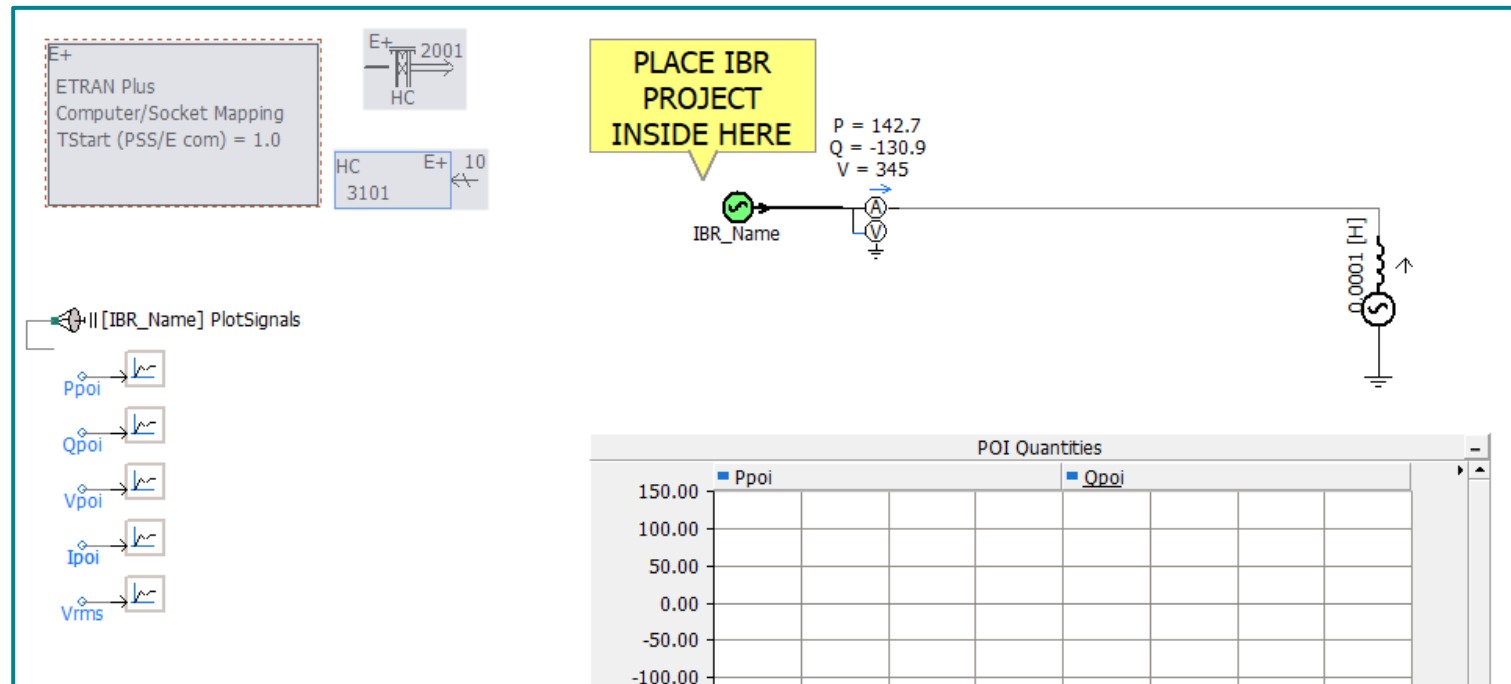 E+
ETRAN Plus
Computer/Socket Mapping
TStart (PSS/E com) = 1.0
E+
2001
HC
HC
E+
10
3101
PLACE IBR
PROJECT
INSIDE HERE
P = 142.7
Q = -130.9
V = 345
A
V
IBR_Name
0.0001 [H]
[IBR_Name] PlotSignals
Ppoi
Qpoi
Vpoi
Ipoi
Vrms
POI Quantities
Ppoi
Qpoi
150.00
100.00
50.00
0.00
-50.00
-100.00